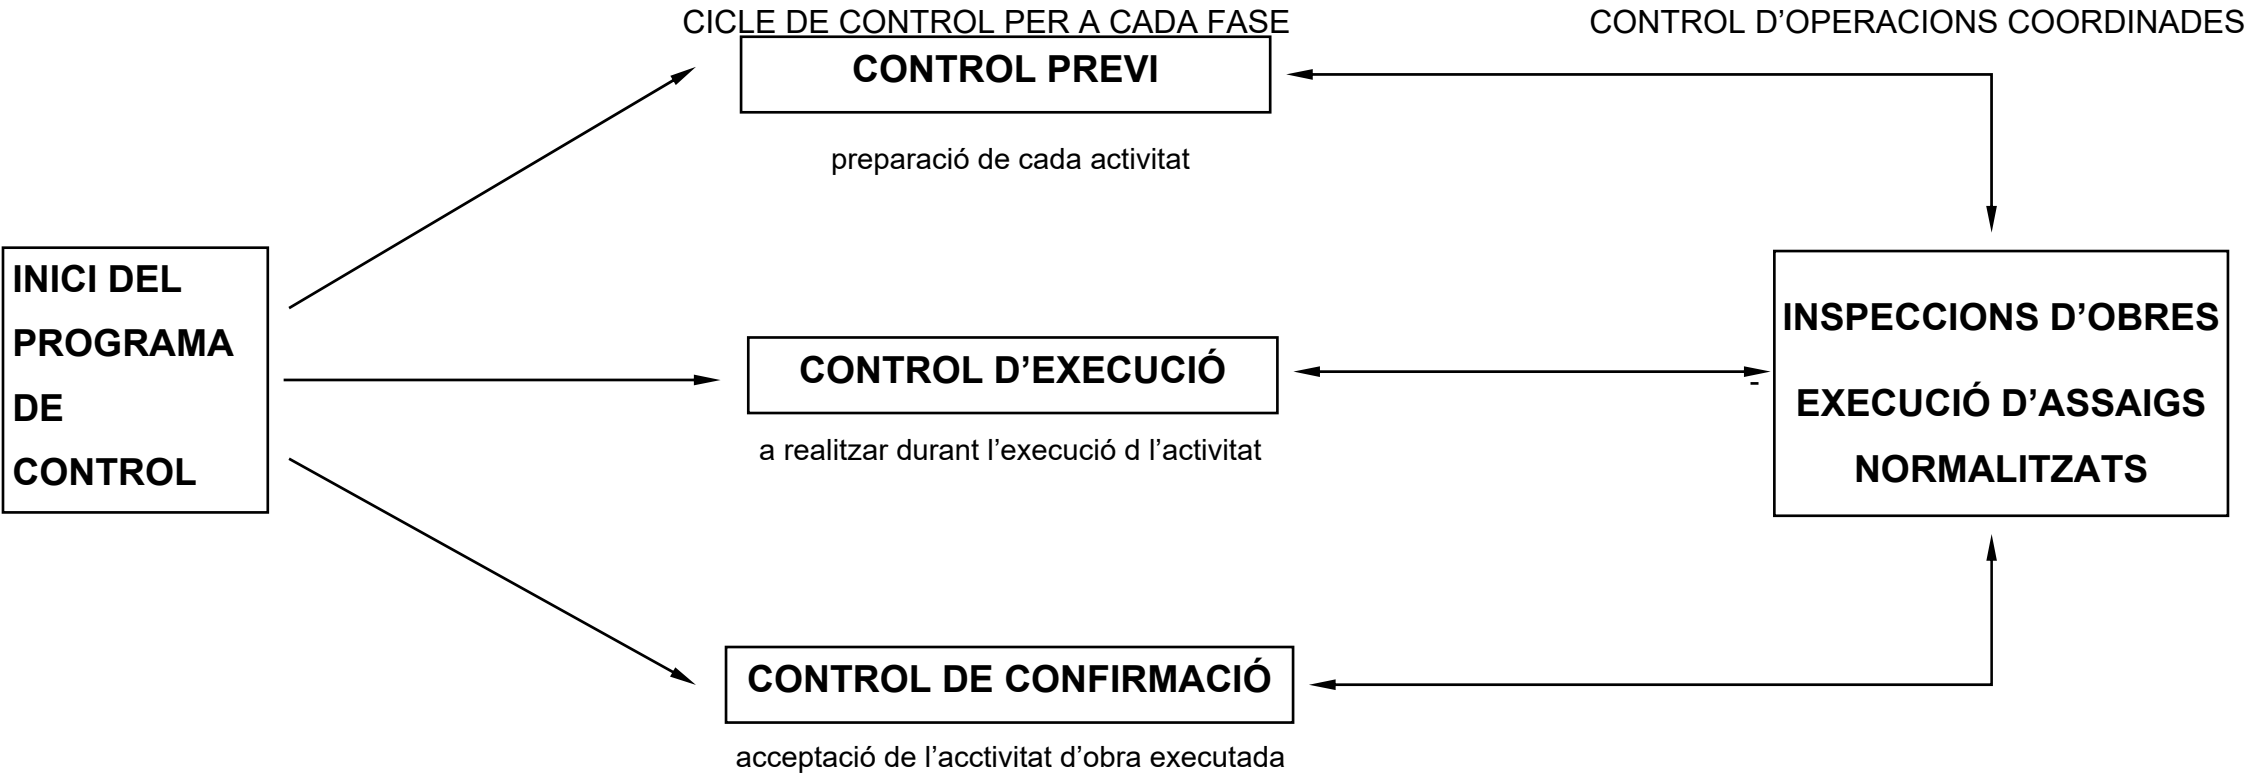 CICLE DE CONTROL PER A CADA FASE
CONTROL D’OPERACIONS COORDINADES
CONTROL PREVI
preparació de cada activitat
INICI DEL
PROGRAMA
DE
CONTROL
CONTROL D’EXECUCIÓ
a realitzar durant l’execució d l’activitat
-
INSPECCIONS D’OBRES
EXECUCIÓ D’ASSAIGS
NORMALITZATS
CONTROL DE CONFIRMACIÓ
acceptació de l’acctivitat d’obra executada